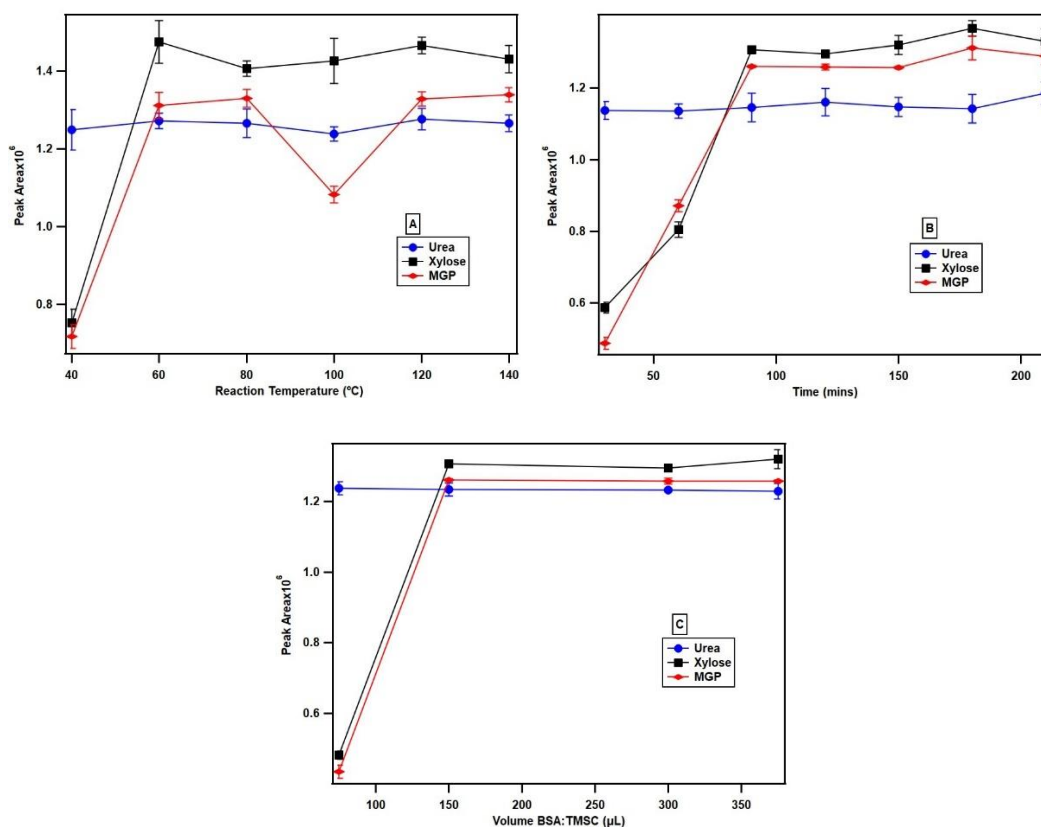 Peak Areax10⁶
1.4
1.2
1.0
0.8
A
Urea
Xylose
MGP
40
60
80
100
120
140
Reaction Temperature (ºC)
Peak Areax10⁶
1.2
1.0
0.8
0.6
B
Urea
Xylose
MGP
50
100
150
200
Time (mins)
Peak Areax10⁶
1.2
1.0
0.8
0.6
C
Urea
Xylose
MGP
100
150
200
250
300
350
Volume BSA:TMSC (µL)